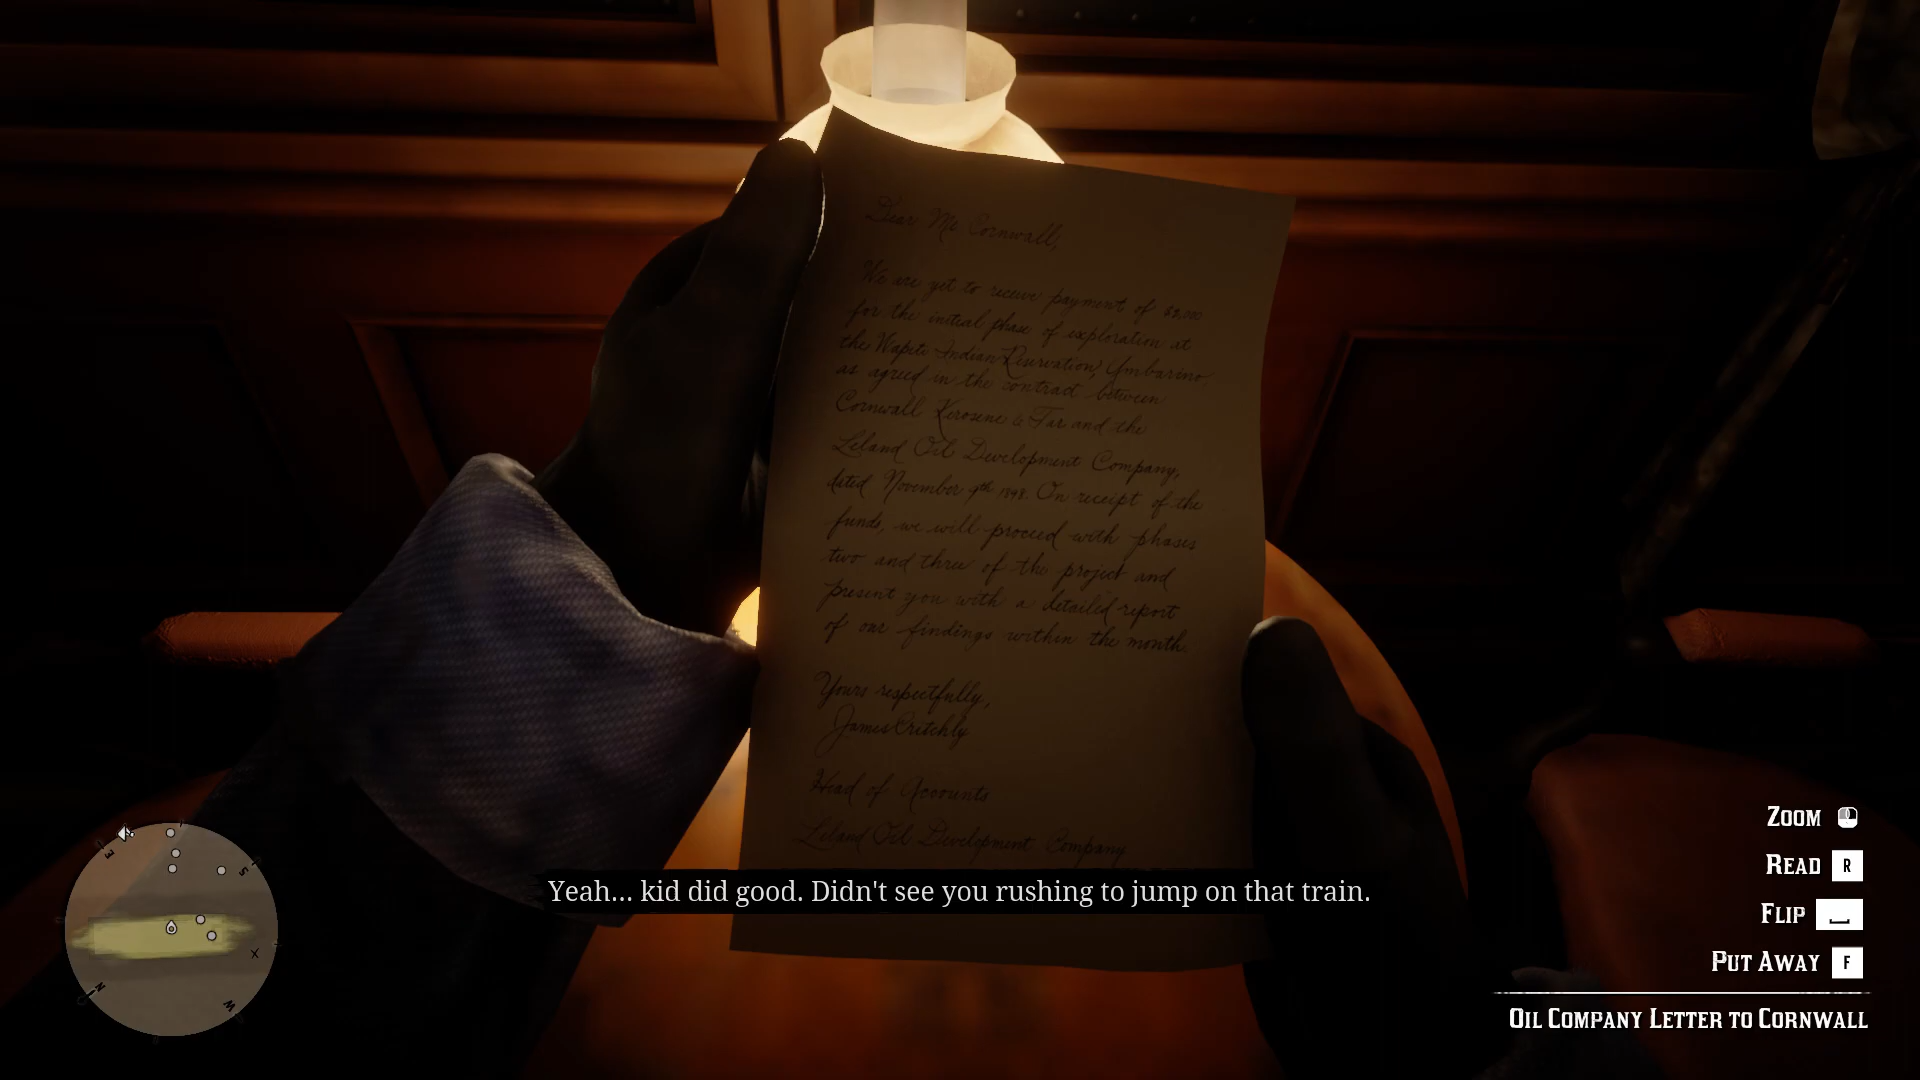 Dear Mr Cornwall,
We are yet to receive payment of $2,000
for the initial phase of exploration at
the Wapiti Indian Reservation, Ambarino
as agreed in the contract between
Cornwall Kerosene & Tar and the
Leland Oil Development Company,
dated November 9th 1898. On receipt of the
funds, we will proceed with phases
two and three of the project and
present you with a detailed report
of our findings within the month.
Yours respectfully,
James Critchly
Head of Accounts
Leland Oil Development Company
Yeah... kid did good. Didn't see you rushing to jump on that train.
ZOOM
READ R
FLIP
PUT AWAY F
OIL COMPANY LETTER TO CORNWALL
E
S
N
W
X